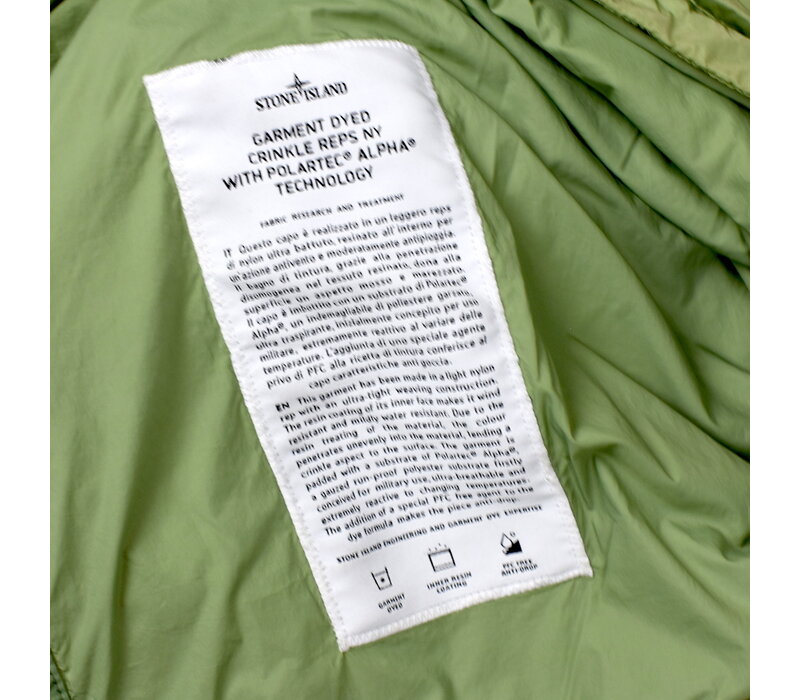 STONE ISLAND
GARMENT DYED
CRINKLE REPS NY
WITH POLARTEC® ALPHA®
TECHNOLOGY
FABRIC RESEARCH AND TREATMENT
IT Questo capo è realizzato in un leggero reps
di nylon ultra battuto, resinato all'interno per
un'azione antivento e moderatamente antipioggia.
Il bagno di tintura, grazie alla penetrazione
disomogenea nel tessuto resinato, dona alla
superficie un aspetto mosso e marezzato.
Il capo è imbottito con un substrato di Polartec®
Alpha®, un indemagliabile di poliestere garzato,
ultra traspirante, inizialmente concepito per uso
militare, estremamente reattivo al variare delle
temperature. L'aggiunta di uno speciale agente
privo di PFC alla ricetta di tintura conferisce al
capo caratteristiche anti goccia.
EN This garment has been made in a light nylon
rep with an ultra-tight weaving construction.
The resin coating of its inner face makes it wind
resistant and mildly water resistant. Due to the
resin treating of the material, the colour
penetrates unevenly into the material, lending a
crinkle aspect to the surface. The garment is
padded with a substrate of Polartec® Alpha®,
a gauzed run proof polyester substrate firstly
conceived for military use, ultra breathable and
extremely reactive to changing temperatures.
The addition of a special PFC free agent to the
dye formula makes the piece anti-drop.
STONE ISLAND ENGINEERING AND GARMENT DYE EXPERTISE
GARMENT
DYED
INNER RESIN
COATING
PFC FREE
ANTI-DROP